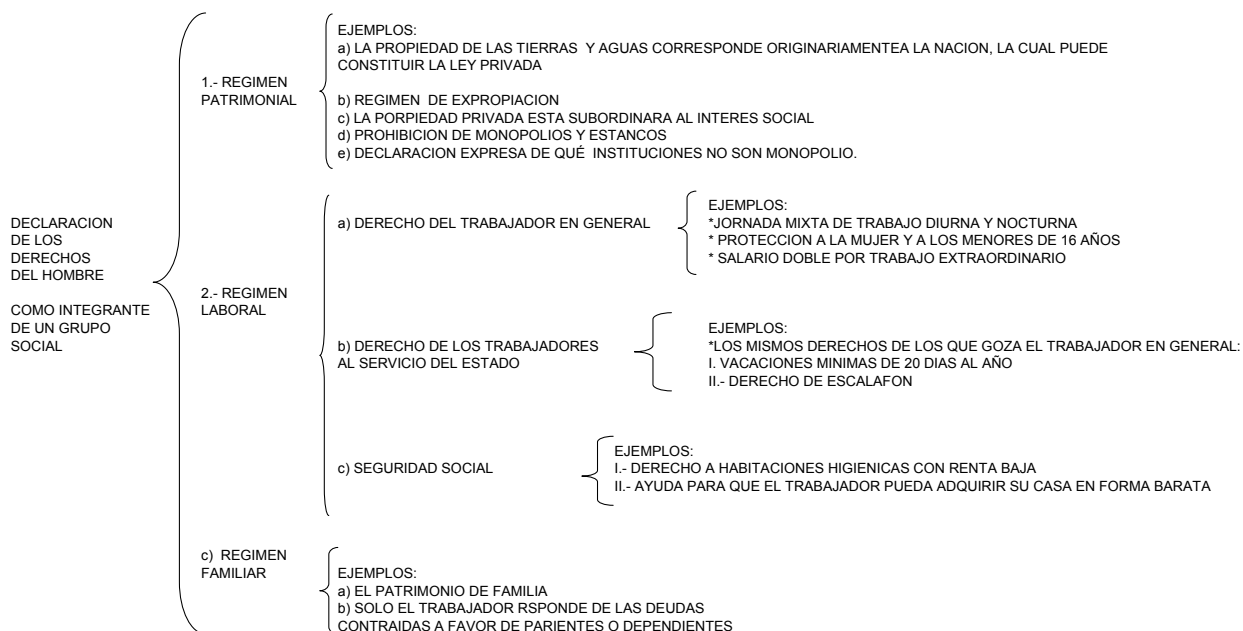 DECLARACION
DE LOS
DERECHOS
DEL HOMBRE
COMO INTEGRANTE
DE UN GRUPO
SOCIAL
1.- REGIMEN
PATRIMONIAL
EJEMPLOS:
a) LA PROPIEDAD DE LAS TIERRAS Y AGUAS CORRESPONDE ORIGINARIAMENTEA LA NACION, LA CUAL PUEDE
CONSTITUIR LA LEY PRIVADA
b) REGIMEN DE EXPROPIACION
c) LA PORPIEDAD PRIVADA ESTA SUBORDINARA AL INTERES SOCIAL
d) PROHIBICION DE MONOPOLIOS Y ESTANCOS
e) DECLARACION EXPRESA DE QUÉ INSTITUCIONES NO SON MONOPOLIO.
2.- REGIMEN
LABORAL
a) DERECHO DEL TRABAJADOR EN GENERAL
EJEMPLOS:
*JORNADA MIXTA DE TRABAJO DIURNA Y NOCTURNA
* PROTECCION A LA MUJER Y A LOS MENORES DE 16 AÑOS
* SALARIO DOBLE POR TRABAJO EXTRAORDINARIO
b) DERECHO DE LOS TRABAJADORES
AL SERVICIO DEL ESTADO
EJEMPLOS:
*LOS MISMOS DERECHOS DE LOS QUE GOZA EL TRABAJADOR EN GENERAL:
I. VACACIONES MINIMAS DE 20 DIAS AL AÑO
II.- DERECHO DE ESCALAFON
c) SEGURIDAD SOCIAL
EJEMPLOS:
I.- DERECHO A HABITACIONES HIGIENICAS CON RENTA BAJA
II.- AYUDA PARA QUE EL TRABAJADOR PUEDA ADQUIRIR SU CASA EN FORMA BARATA
c) REGIMEN
FAMILIAR
EJEMPLOS:
a) EL PATRIMONIO DE FAMILIA
b) SOLO EL TRABAJADOR RSPONDE DE LAS DEUDAS
CONTRAIDAS A FAVOR DE PARIENTES O DEPENDIENTES